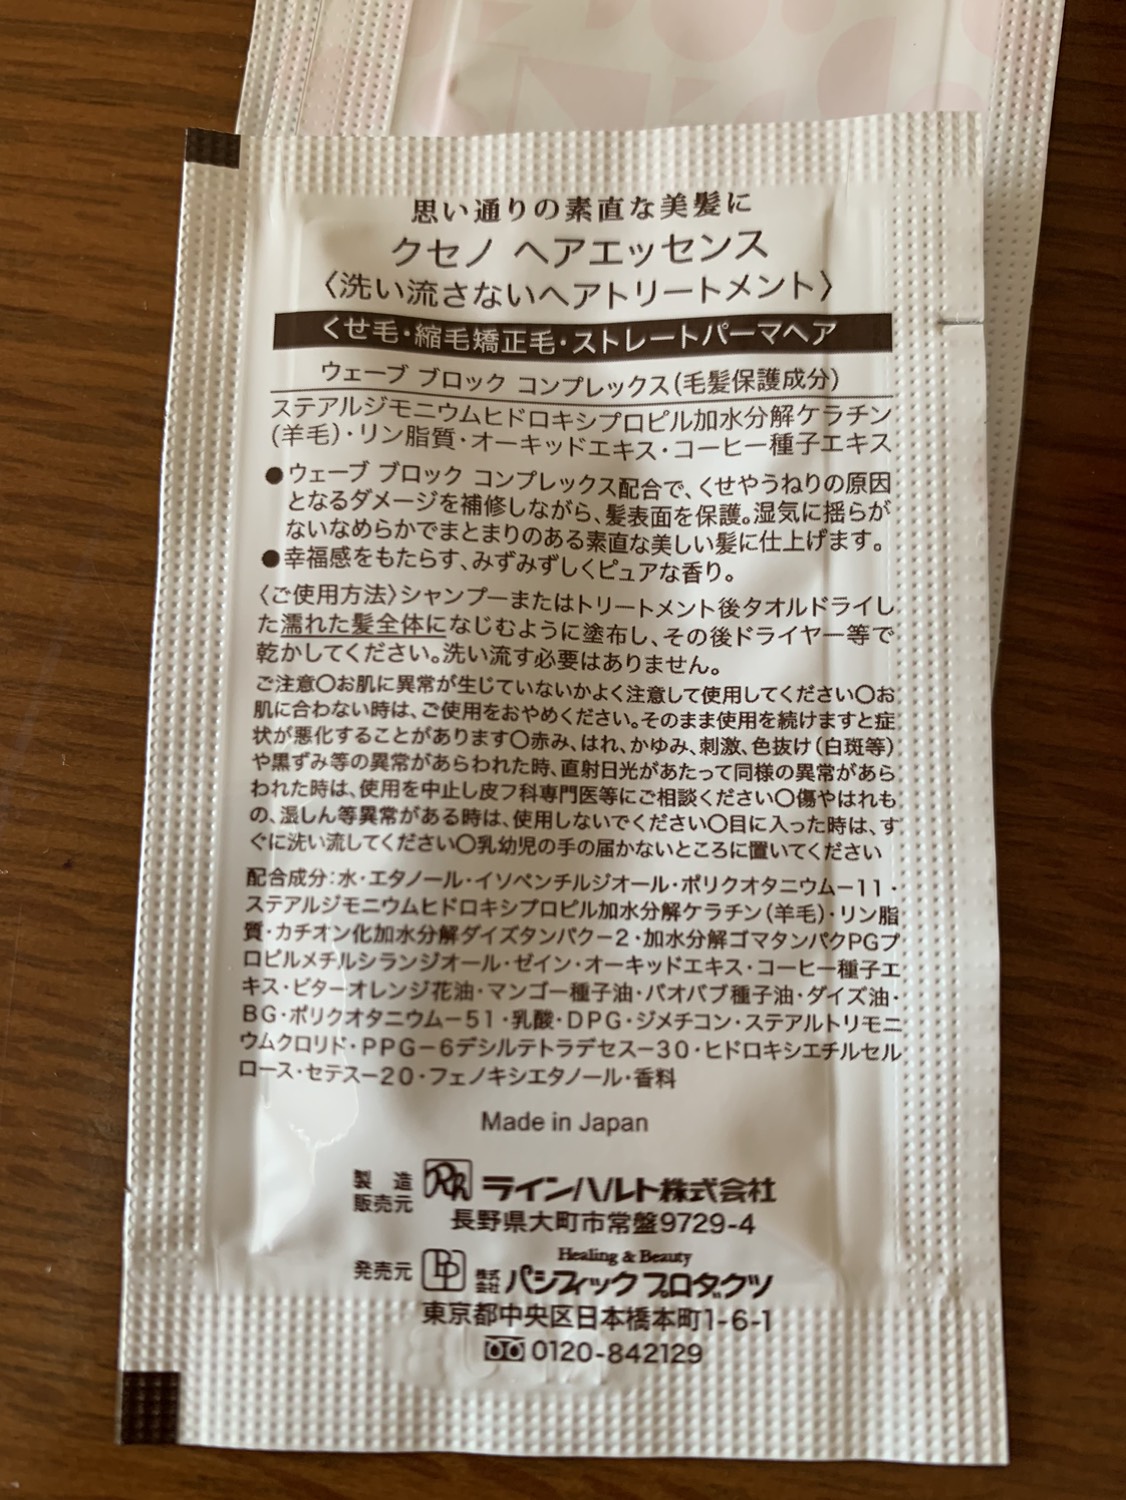 思い通りの素直な美髪に
クセノ ヘアエッセンス
〈洗い流さないヘアトリートメント〉
くせ毛・縮毛矯正毛・ストレートパーマヘア
ウェーブ ブロック コンプレックス(毛髪保護成分)
ステアルジモニウムヒドロキシプロピル加水分解ケラチン
(羊毛)・リン脂質・オーキッドエキス・コーヒー種子エキス
●ウェーブ ブロック コンプレックス配合で、くせやうねりの原因
となるダメージを補修しながら、髪表面を保護。湿気に揺らが
ないなめらかでまとまりのある素直な美しい髪に仕上げます。
●幸福感をもたらす、みずみずしくピュアな香り。
〈ご使用方法〉シャンプーまたはトリートメント後タオルドライし
た濡れた髪全体になじむように塗布し、その後ドライヤー等で
乾かしてください。洗い流す必要はありません。
ご注意○お肌に異常が生じていないかよく注意して使用してください○お
肌に合わない時は、ご使用をおやめください。そのまま使用を続けますと症
状が悪化することがあります○赤み、はれ、かゆみ、刺激、色抜け(白斑等)
や黒ずみ等の異常があらわれた時、直射日光があたって同様の異常があら
われた時は、使用を中止し皮フ科専門医等にご相談ください○傷やはれも
の、湿しん等異常がある時は、使用しないでください○目に入った時は、す
ぐに洗い流してください○乳幼児の手の届かないところに置いてください
配合成分:水・エタノール・イソペンチルジオール・ポリクオタニウム−11・
ステアルジモニウムヒドロキシプロピル加水分解ケラチン(羊毛)・リン脂
質・カチオン化加水分解ダイズタンパク−2・加水分解ゴマタンパクPGプ
ロピルメチルシランジオール・ゼイン・オーキッドエキス・コーヒー種子エ
キス・ビターオレンジ花油・マンゴー種子油・バオバブ種子油・ダイズ油・
BG・ポリクオタニウム−51・乳酸・DPG・ジメチコン・ステアルトリモニ
ウムクロリド・PPG−6デシルテトラデセス−30・ヒドロキシエチルセル
ロース・セテス−20・フェノキシエタノール・香料
Made in Japan
製造販売元 ラインハルト株式会社
長野県大町市常盤9729-4
Healing & Beauty
発売元 株式会社 パシフィックプロダクツ
東京都中央区日本橋本町1-6-1
0120-842129